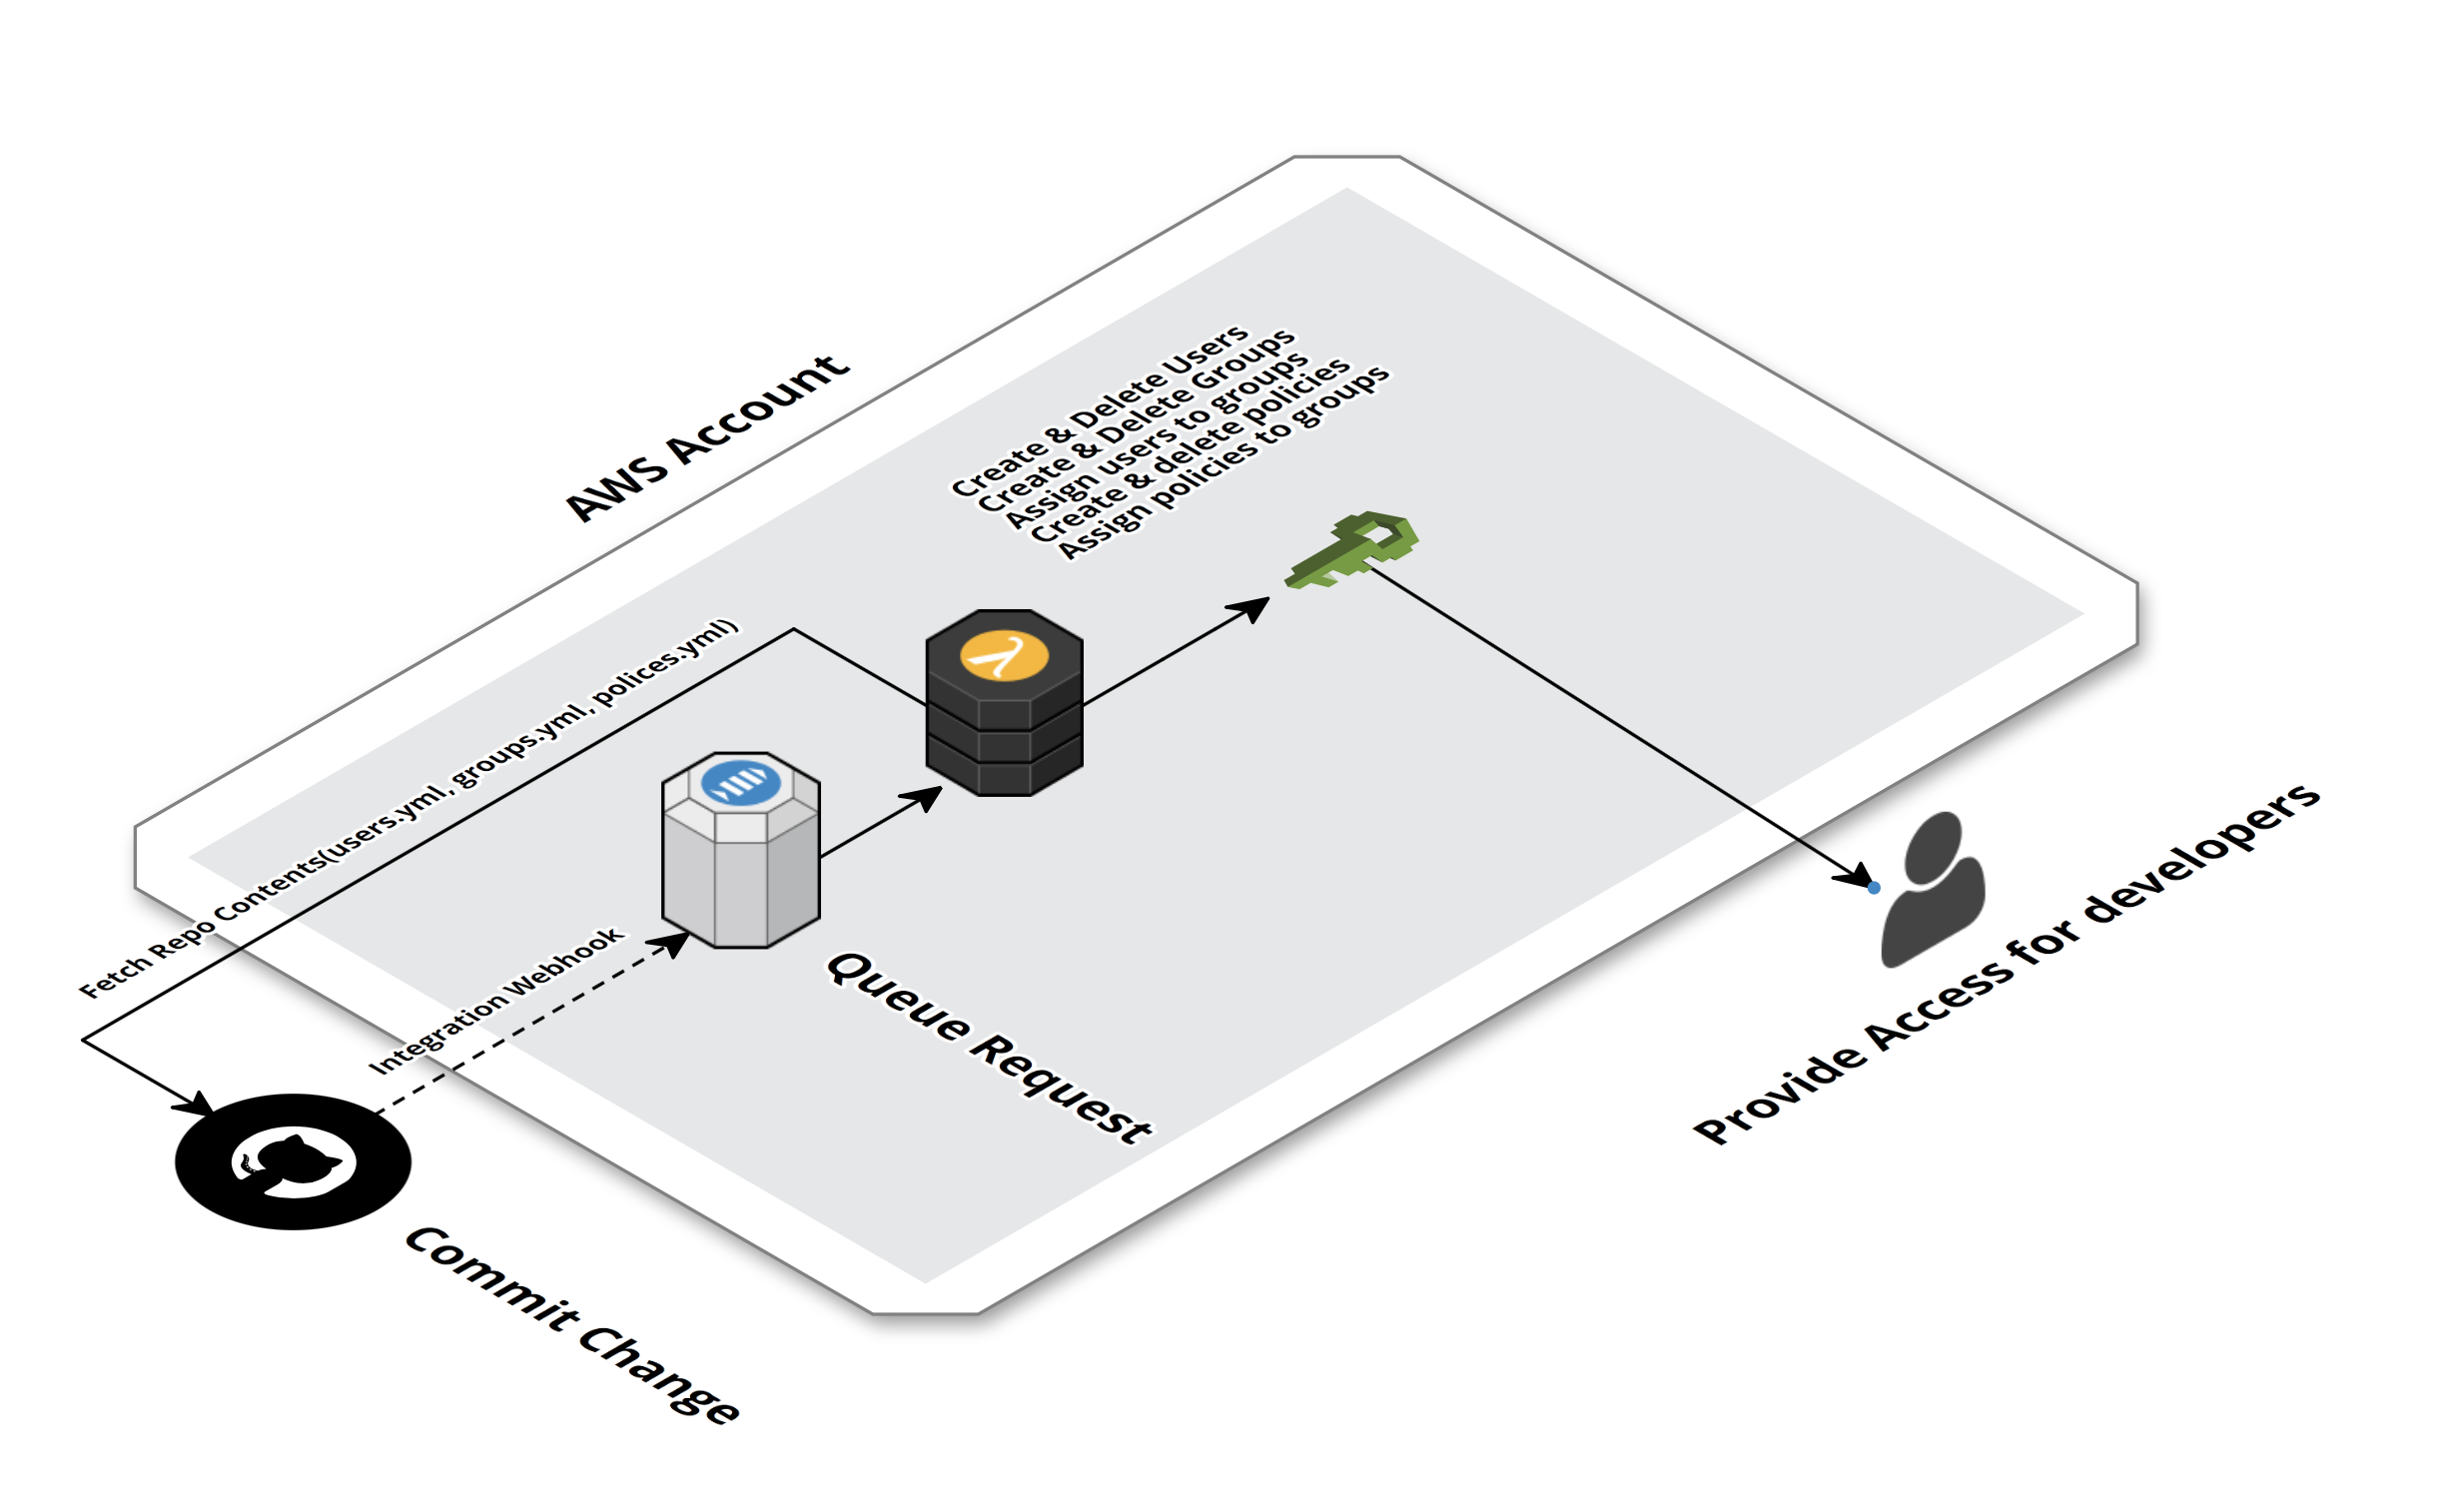 AWS Account
Create & Delete Users
Create & Delete Groups
Assign users to groups
Create & delete policies
Assign policies to groups
Fetch Repo Contents(users.yml, groups.yml, polices.yml)
Integration Webhook
Queue Request
Provide Access for developers
Commit Change